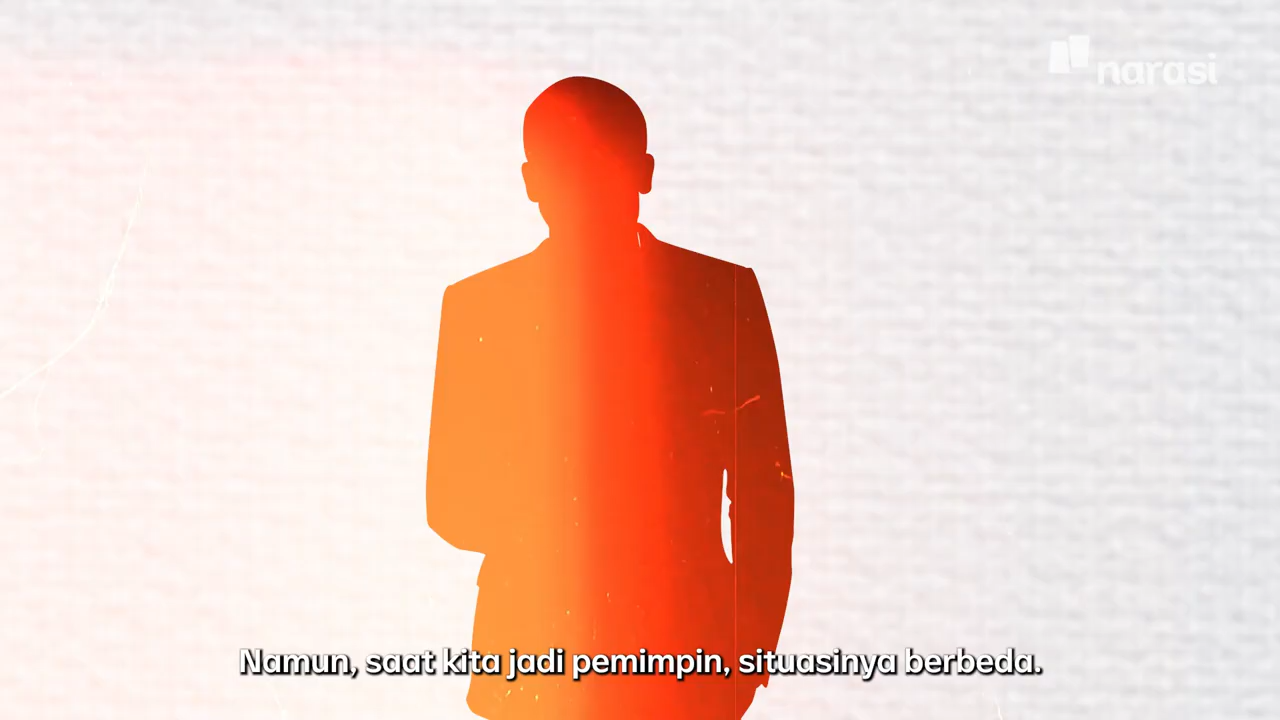 narasi
Namun, saat kita jadi pemimpin, situasinya berbeda.